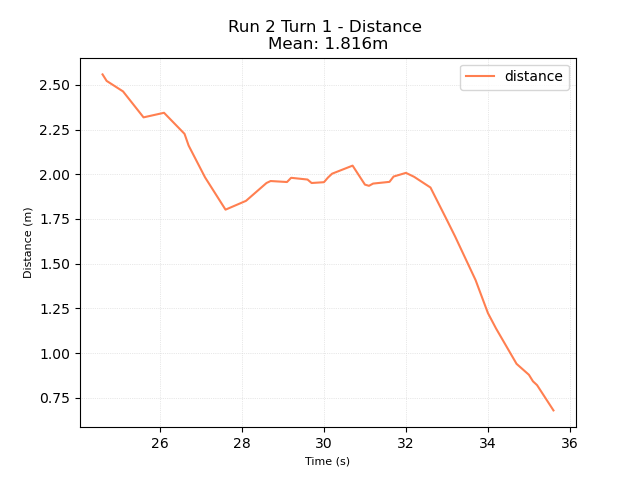 Run 2 Turn 1 - Distance
Mean: 1.816m
distance
Distance (m)
2.50
2.25
2.00
1.75
1.50
1.25
1.00
0.75
26 28 30 32 34 36
Time (s)